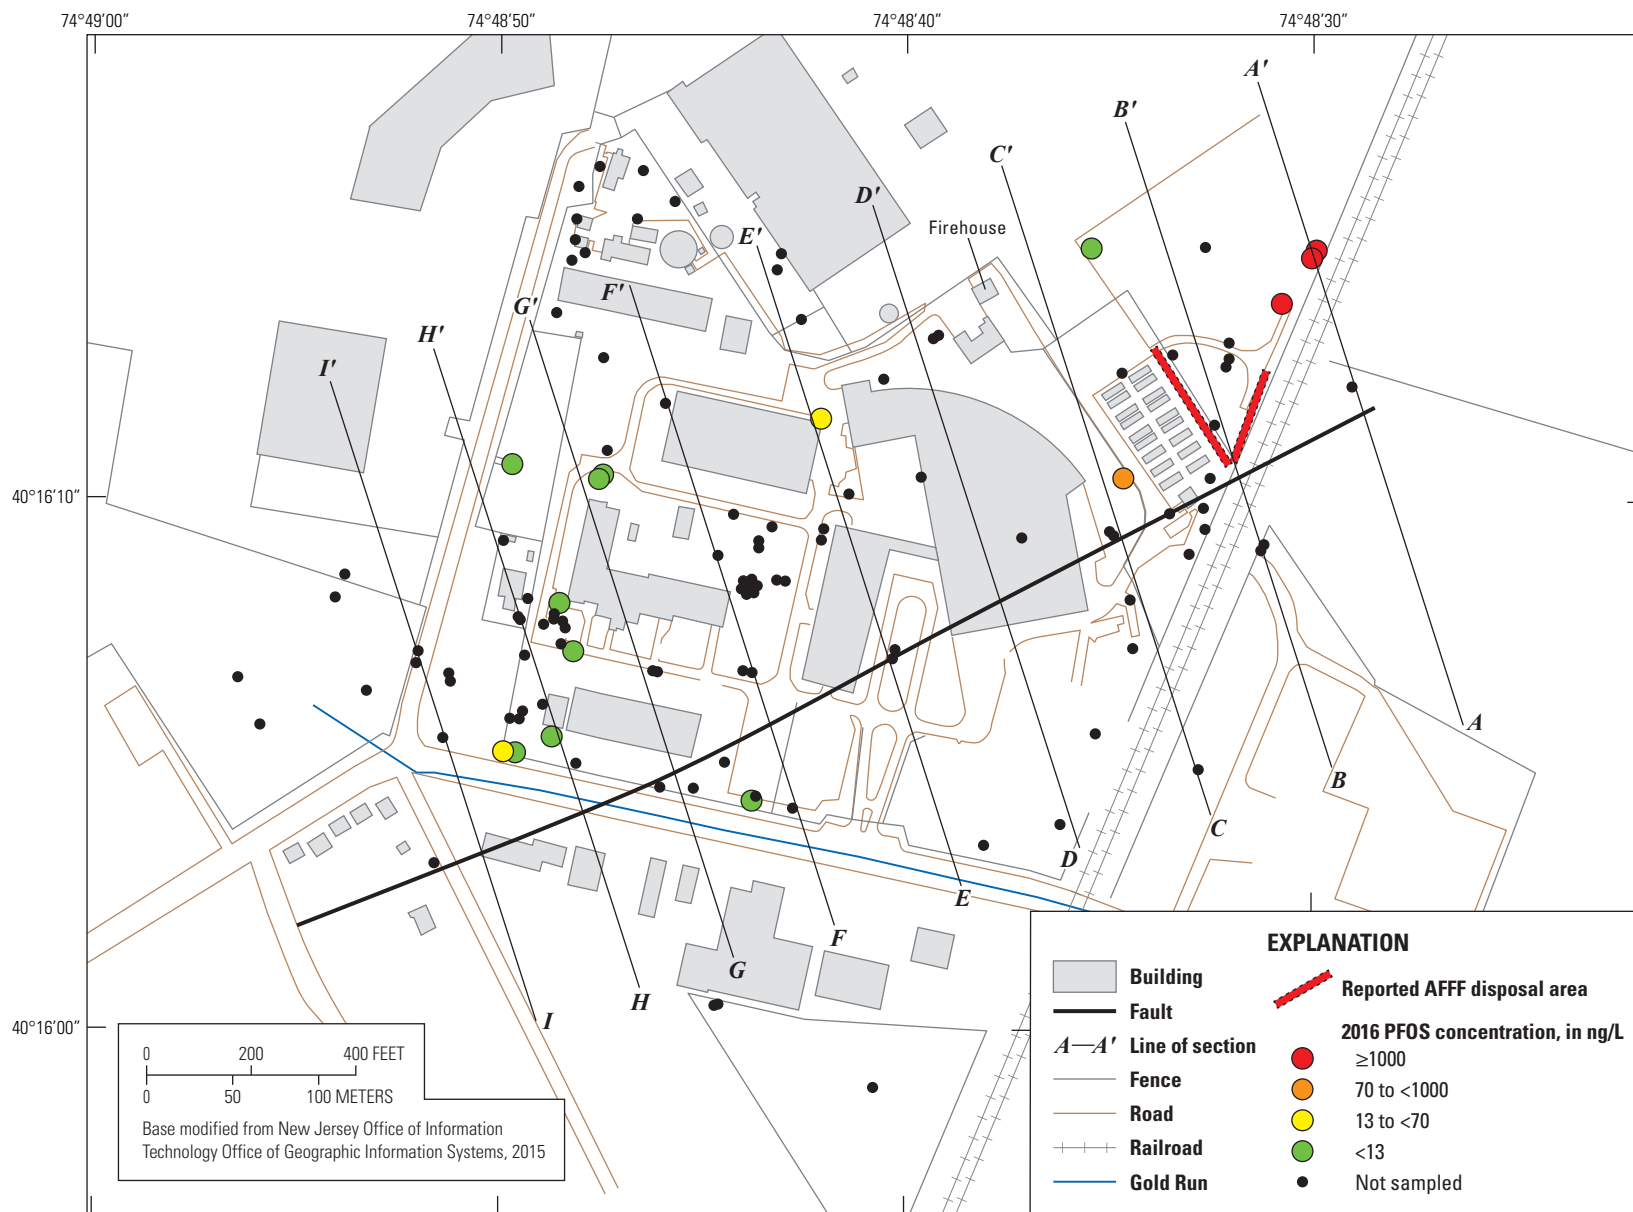 74°49′00″
74°48′50″
74°48′40″
74°48′30″
A′
B′
C′
D′
Firehouse
E′
F′
G′
H′
I′
40°16′10″
A
B
C
D
E
F
G
H
I
40°16′00″
0 200 400 FEET
0 50 100 METERS
Base modified from New Jersey Office of Information
Technology Office of Geographic Information Systems, 2015
EXPLANATION
Building
Fault
A—A′ Line of section
Fence
Road
Railroad
Gold Run
Reported AFFF disposal area
2016 PFOS concentration, in ng/L
≥1000
70 to <1000
13 to <70
<13
Not sampled